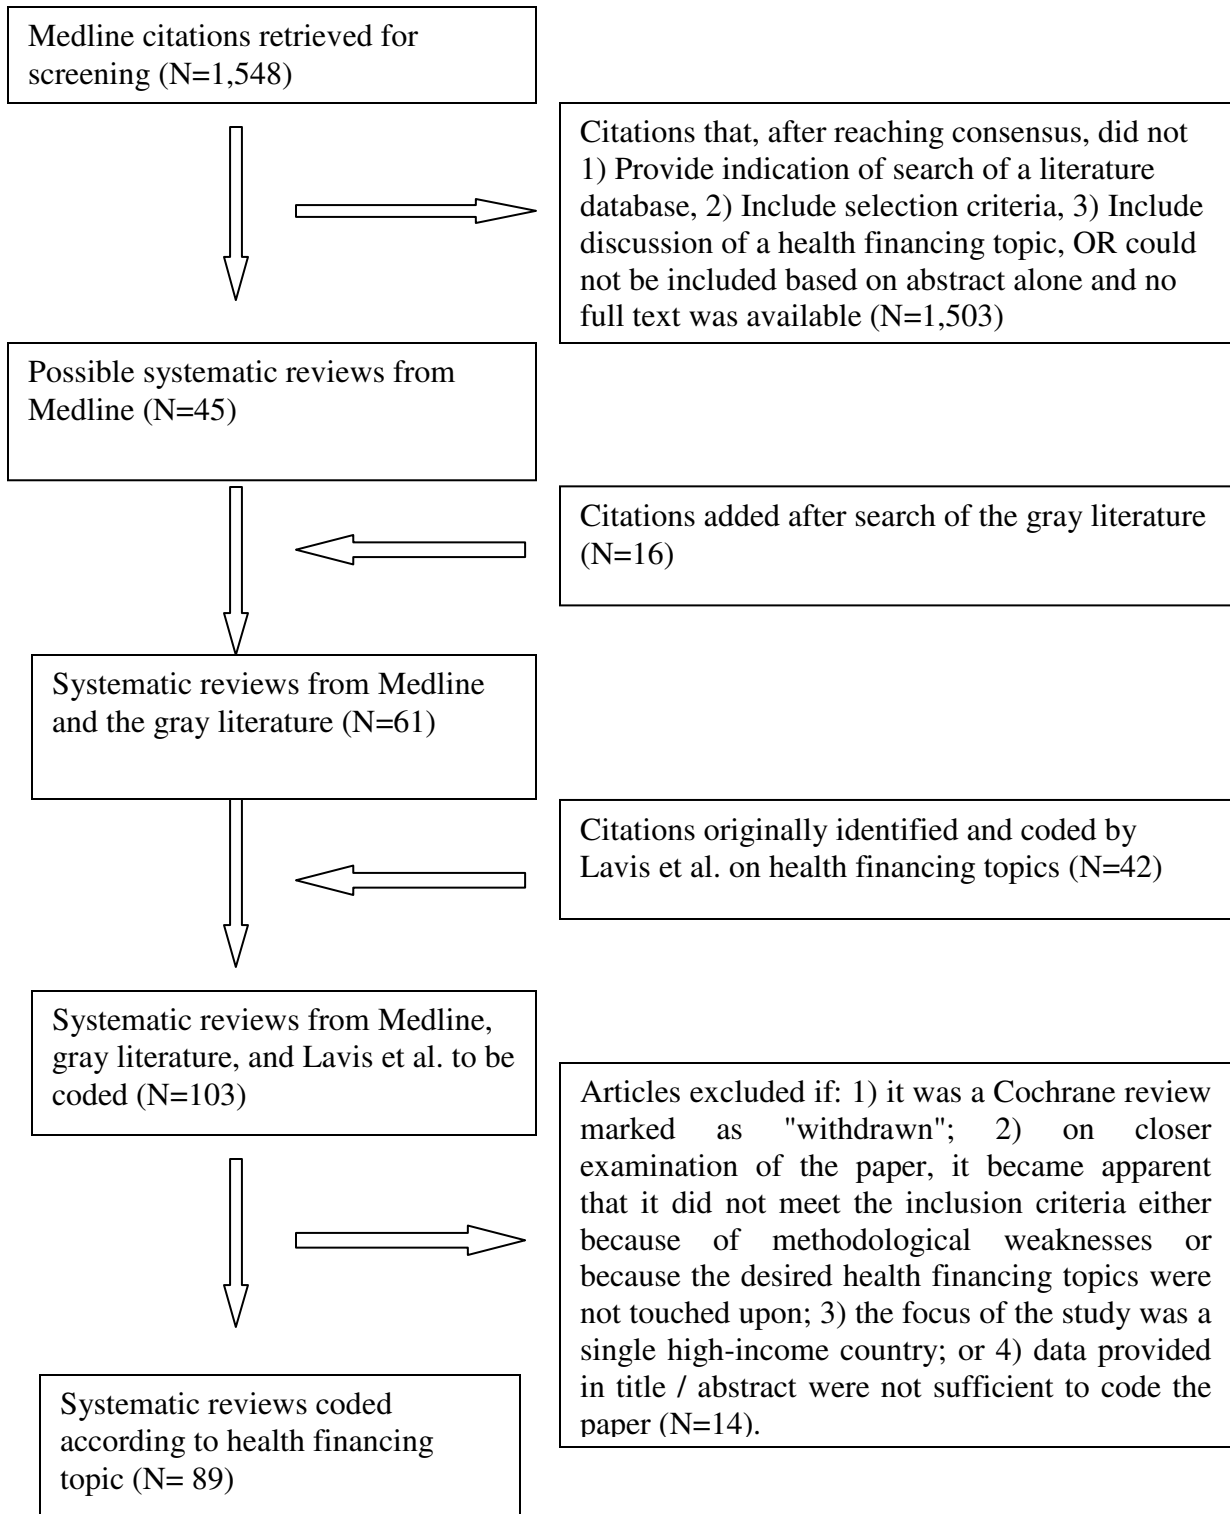 Medline citations retrieved for
screening (N=1,548)
Citations that, after reaching consensus, did not
1) Provide indication of search of a literature
database, 2) Include selection criteria, 3) Include
discussion of a health financing topic, OR could
not be included based on abstract alone and no
full text was available (N=1,503)
Possible systematic reviews from
Medline (N=45)
Citations added after search of the gray literature
(N=16)
Systematic reviews from Medline
and the gray literature (N=61)
Citations originally identified and coded by
Lavis et al. on health financing topics (N=42)
Systematic reviews from Medline,
gray literature, and Lavis et al. to be
coded (N=103)
Articles excluded if: 1) it was a Cochrane review
marked as "withdrawn"; 2) on closer
examination of the paper, it became apparent
that it did not meet the inclusion criteria either
because of methodological weaknesses or
because the desired health financing topics were
not touched upon; 3) the focus of the study was a
single high-income country; or 4) data provided
in title / abstract were not sufficient to code the
paper (N=14).
Systematic reviews coded
according to health financing
topic (N= 89)